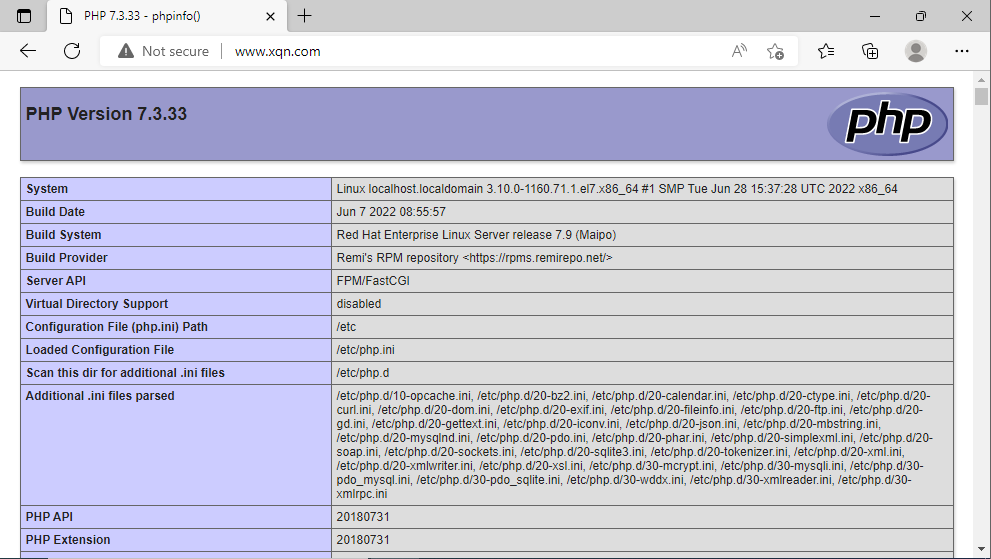 PHP 7.3.33 - phpinfo()
Not secure www.xqn.com
PHP Version 7.3.33
php
System Linux localhost.localdomain 3.10.0-1160.71.1.el7.x86_64 #1 SMP Tue Jun 28 15:37:28 UTC 2022 x86_64
Build Date Jun 7 2022 08:55:57
Build System Red Hat Enterprise Linux Server release 7.9 (Maipo)
Build Provider Remi's RPM repository <https://rpms.remirepo.net/>
Server API FPM/FastCGI
Virtual Directory Support disabled
Configuration File (php.ini) Path /etc
Loaded Configuration File /etc/php.ini
Scan this dir for additional .ini files /etc/php.d
Additional .ini files parsed /etc/php.d/10-opcache.ini, /etc/php.d/20-bz2.ini, /etc/php.d/20-calendar.ini, /etc/php.d/20-ctype.ini, /etc/php.d/20-
curl.ini, /etc/php.d/20-dom.ini, /etc/php.d/20-exif.ini, /etc/php.d/20-fileinfo.ini, /etc/php.d/20-ftp.ini, /etc/php.d/20-
gd.ini, /etc/php.d/20-gettext.ini, /etc/php.d/20-iconv.ini, /etc/php.d/20-json.ini, /etc/php.d/20-mbstring.ini,
/etc/php.d/20-mysqlnd.ini, /etc/php.d/20-pdo.ini, /etc/php.d/20-phar.ini, /etc/php.d/20-simplexml.ini, /etc/php.d/20-
soap.ini, /etc/php.d/20-sockets.ini, /etc/php.d/20-sqlite3.ini, /etc/php.d/20-tokenizer.ini, /etc/php.d/20-xml.ini,
/etc/php.d/20-xmlwriter.ini, /etc/php.d/20-xsl.ini, /etc/php.d/30-mcrypt.ini, /etc/php.d/30-mysqli.ini, /etc/php.d/30-
pdo_mysql.ini, /etc/php.d/30-pdo_sqlite.ini, /etc/php.d/30-wddx.ini, /etc/php.d/30-xmlreader.ini, /etc/php.d/30-
xmlrpc.ini
PHP API 20180731
PHP Extension 20180731